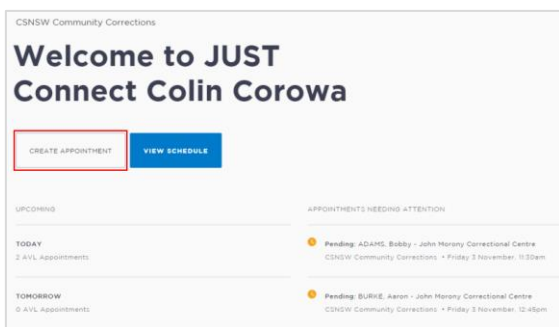 CSNSW Community Corrections
Welcome to JUST
Connect Colin Corowa
CREATE APPOINTMENT
VIEW SCHEDULE
UPCOMING
TODAY
2 AVL Appointments
TOMORROW
0 AVL Appointments
APPOINTMENTS NEEDING ATTENTION
Pending: ADAMS, Bobby - John Morony Correctional Centre
CSNSW Community Corrections • Friday 3 November, 11:30am
Pending: BURKE, Aaron - John Morony Correctional Centre
CSNSW Community Corrections • Friday 3 November, 12:45pm